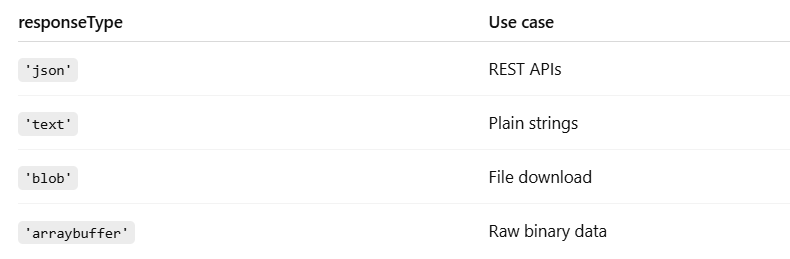 responseType Use case
'json' REST APIs
'text' Plain strings
'blob' File download
'arraybuffer' Raw binary data